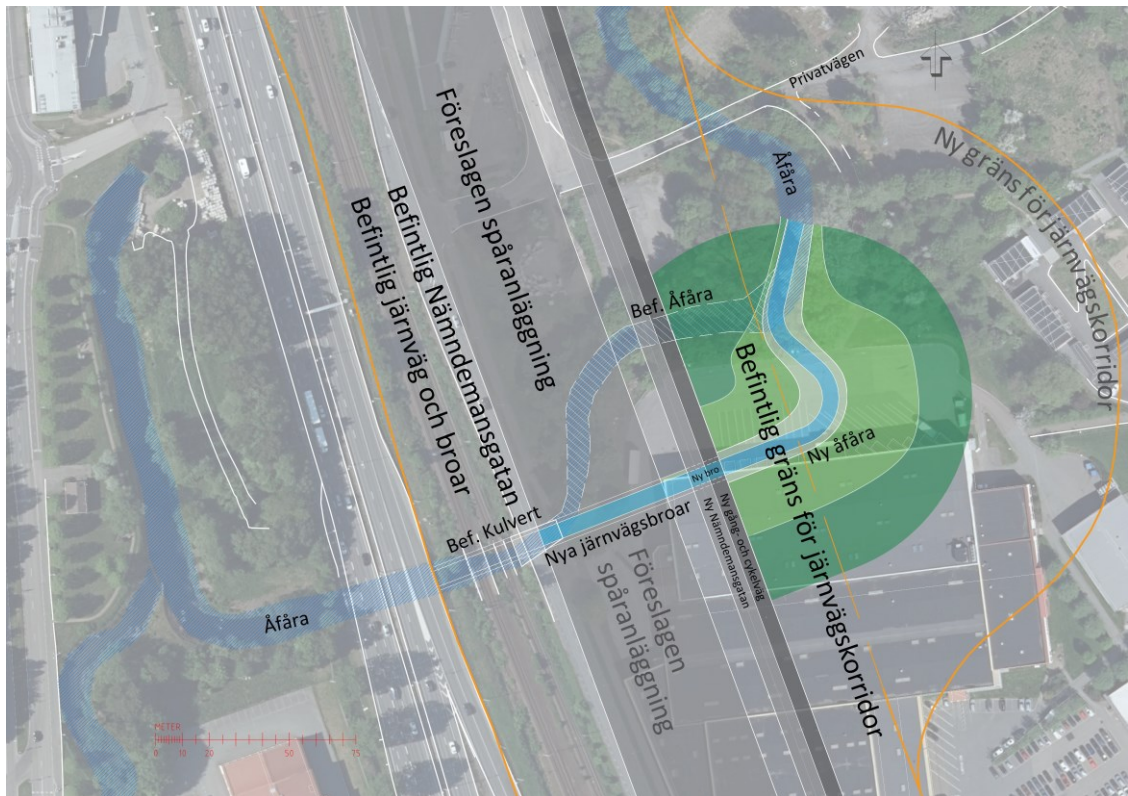 Privatvägen
Föreslagen spåranläggning
Befintlig Nämndemansgatan
Befintlig järnväg och broar
Åfåra
Ny gräns för järnvägskorridor
Bef. Åfåra
Befintlig gräns för järnvägskorridor
Ny åfåra
Ny bro
Bef. Kulvert
Nya järnvägsbroar
Ny gång- och cykelväg
Ny Nämndemansgatan
Föreslagen
spåranläggning
Åfåra
METER
0 10 20 50 75